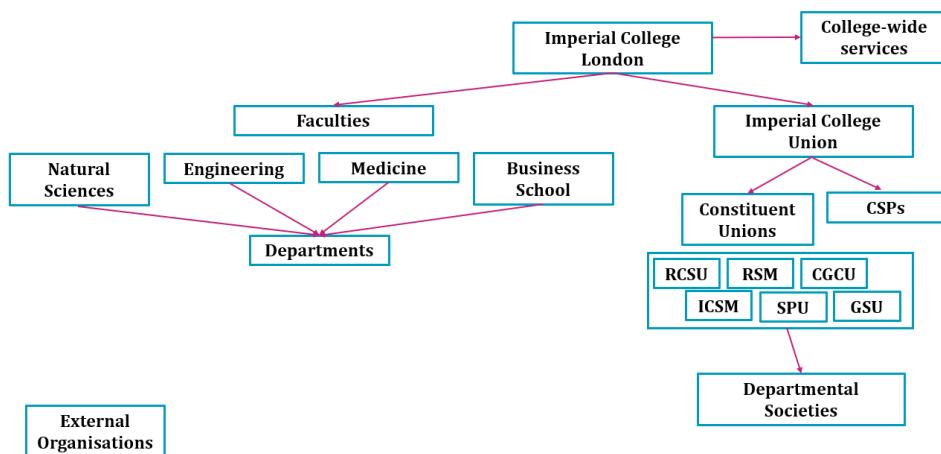 Imperial College
London
College-wide
services
Faculties
Imperial College
Union
Natural
Sciences
Engineering
Medicine
Business
School
Constituent
Unions
CSPs
Departments
RCSU
RSM
CGCU
ICSM
SPU
GSU
Departmental
Societies
External
Organisations